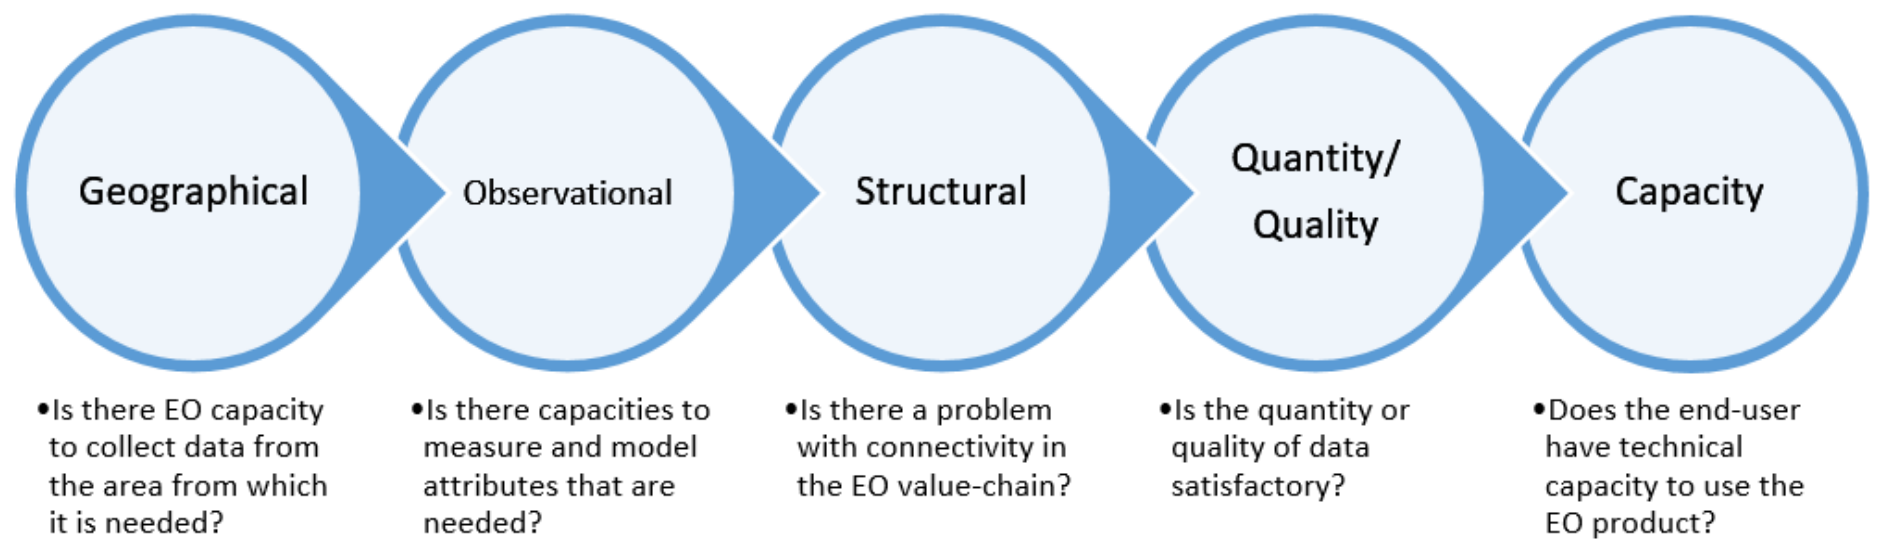 Geographical
Observational
Structural
Quantity/
Quality
Capacity
•Is there EO capacity
to collect data from
the area from which
it is needed?
•Is there capacities to
measure and model
attributes that are
needed?
•Is there a problem
with connectivity in
the EO value-chain?
•Is the quantity or
quality of data
satisfactory?
•Does the end-user
have technical
capacity to use the
EO product?